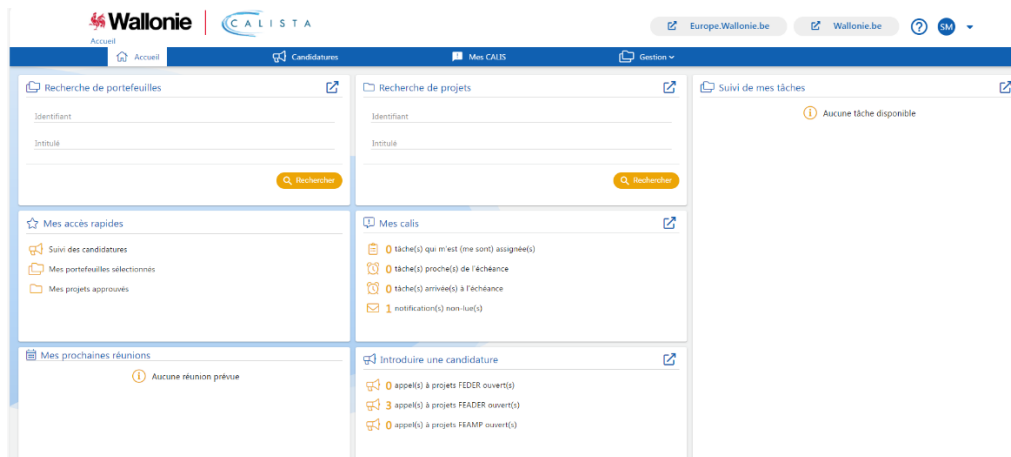 Wallonie
CALISTA
Europe.Wallonie.be
Wallonie.be
?
SM
Accueil
Accueil
Candidatures
Mes CALIS
Gestion
Recherche de portefeuilles
Identifiant
Intitulé
Rechercher
Recherche de projets
Identifiant
Intitulé
Rechercher
Suivi de mes tâches
Aucune tâche disponible
Mes accès rapides
Suivi des candidatures
Mes portefeuilles sélectionnés
Mes projets approuvés
Mes calis
0 tâche(s) qui m'est (me sont) assignée(s)
0 tâche(s) proche(s) de l'échéance
0 tâche(s) arrivée(s) à l'échéance
1 notification(s) non-lue(s)
Mes prochaines réunions
Aucune réunion prévue
Introduire une candidature
0 appel(s) à projets FEDER ouvert(s)
3 appel(s) à projets FEADER ouvert(s)
0 appel(s) à projets FEAMP ouvert(s)